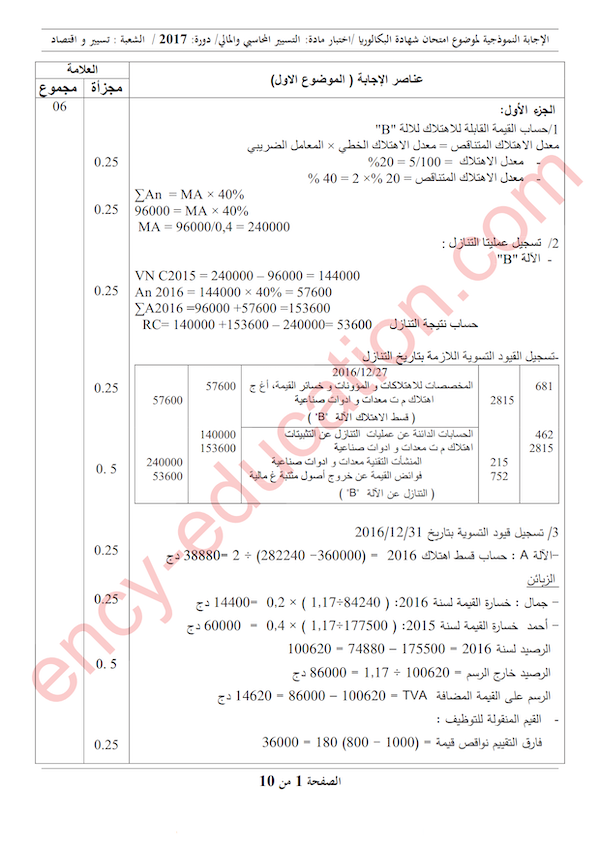 الإجابة النموذجية لموضوع امتحان شهادة البكالوريا /اختبار مادة: التسيير المحاسبي والمالي/ دورة: 2017 / الشعبة : تسيير و اقتصاد
عناصر الإجابة ( الموضوع الاول)
العلامة
مجزأة مجموع
06
الجزء الأول:
1/حساب القيمة القابلة للاهتلاك للالة "B"
معدل الاهتلاك المتناقص = معدل الاهتلاك الخطي × المعامل الضريبي
0.25
- معدل الاهتلاك = 5/100 = 20%
- معدل الاهتلاك المتناقص = 20 %× 2 = 40 %
∑An = MA × 40%
0.25
96000 = MA × 40%
MA = 96000/0,4 = 240000
2/ تسجيل عمليتا التنازل :
- الآلة "B"
VN C2015 = 240000 – 96000 = 144000
0.25
An 2016 = 144000 × 40% = 57600
∑A2016 =96000 +57600 =153600
حساب نتيجة التنازل RC= 140000 +153600 – 240000= 53600
-تسجيل القيود التسوية اللازمة بتاريخ التنازل
2016/12/27
0.25
681 المخصصات للاهتلاكات و المؤونات و خسائر القيمة، أغ ج 57600
2815 اهتلاك م ت معدات و ادوات صناعية 57600
( قسط الاهتلاك الآلة 'B' )
462 الحسابات الدائنة عن عمليات التنازل عن التثبيتات 140000
2815 اهتلاك م ت معدات و ادوات صناعية 153600
0. 5
215 المنشآت التقنية معدات و ادوات صناعية 240000
752 فوائض القيمة عن خروج أصول مثبتة غ مالية 53600
( التنازل عن الآلة 'B' )
3/ تسجيل قيود التسوية بتاريخ 2016/12/31
0.25
-الآلة A : حساب قسط اهتلاك 2016 = (360000− 282240) ÷ 2 =38880 دج
الزبائن
0.25
- جمال : خسارة القيمة لسنة 2016: ( 84240÷1,17 ) × 0,2 =14400 دج
- أحمد خسارة القيمة لسنة 2015: ( 177500÷1,17 ) × 0,4 = 60000 دج
الرصيد لسنة 2016 = 175500 − 74880 = 100620
0. 5
الرصيد خارج الرسم = 100620 ÷ 1,17 = 86000 دج
الرسم على القيمة المضافة TVA = 100620 − 86000 = 14620 دج
- القيم المنقولة للتوظيف :
0.25
فارق التقييم نواقص قيمة = (1000 − 800) 180 = 36000
الصفحة 1 من 10
ency-education.com